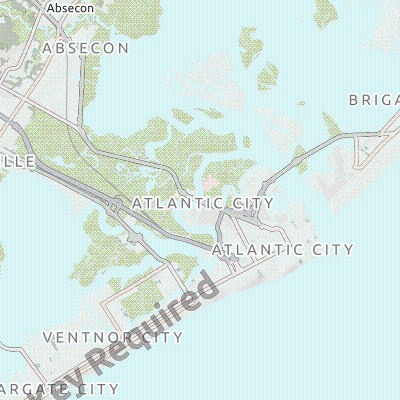 Absecon
ABSECON
BRIGA
LLE
ATLANTIC CITY
ATLANTIC CITY
VENTNOR CITY
ARGATE CITY
Key Required